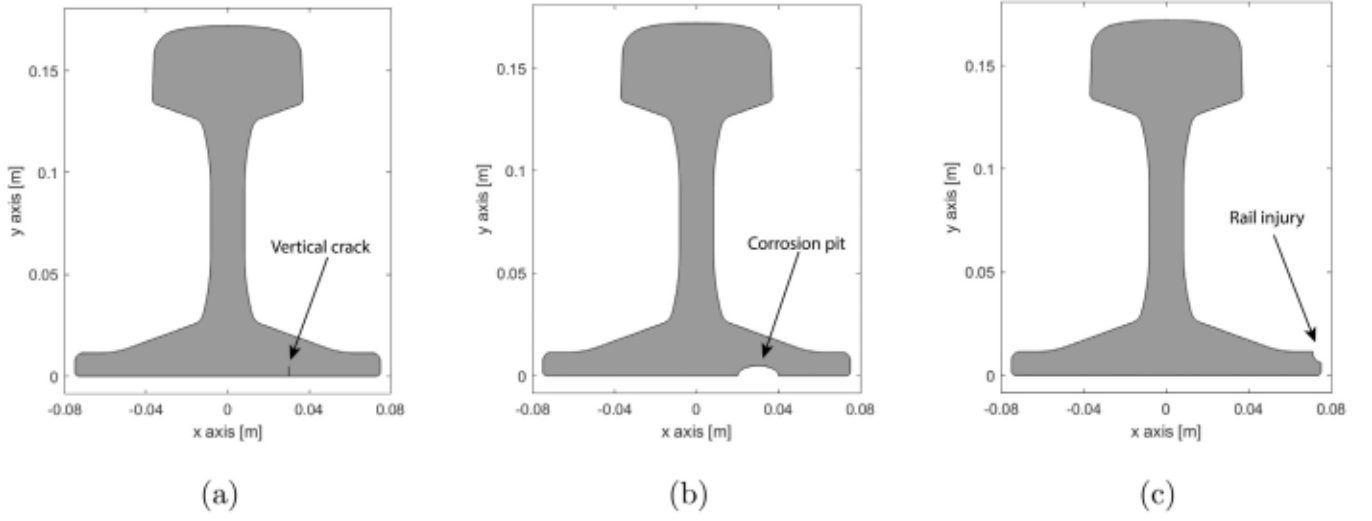 0.15
0.1
0.05
0
y axis [m]
Vertical crack
-0.08 -0.04 0 0.04 0.08
x axis [m]
(a)
0.15
0.1
0.05
0
y axis [m]
Corrosion pit
-0.08 -0.04 0 0.04 0.08
x axis [m]
(b)
0.15
0.1
0.05
0
y axis [m]
Rail injury
-0.08 -0.04 0 0.04 0.08
x axis [m]
(c)